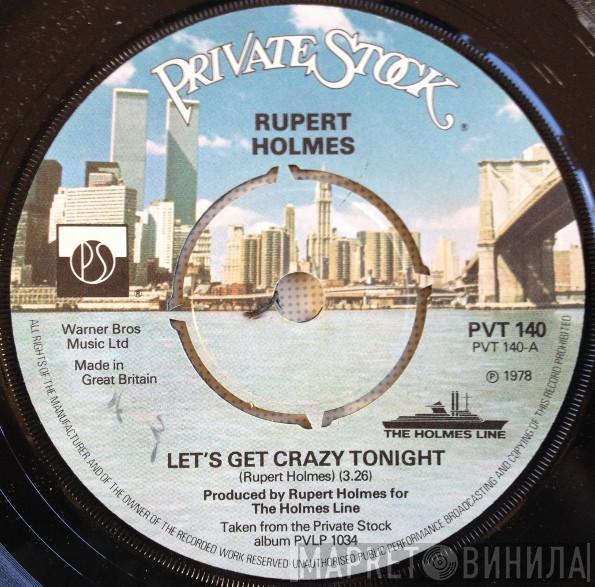 PRIVATE STOCK
®
RUPERT
HOLMES
PS
®
Warner Bros
Music Ltd
Made in
Great Britain
PVT 140
PVT 140-A
℗ 1978
THE HOLMES LINE
LET'S GET CRAZY TONIGHT
(Rupert Holmes) (3.26)
Produced by Rupert Holmes for
The Holmes Line
Taken from the Private Stock
album PVLP 1034
ALL RIGHTS OF THE MANUFACTURER AND OF THE OWNER OF THE RECORDED WORK RESERVED UNAUTHORISED PUBLIC PERFORMANCE BROADCASTING AND COPYING OF THIS RECORD PROHIBITED
МАРКЕТ ВИНИЛА